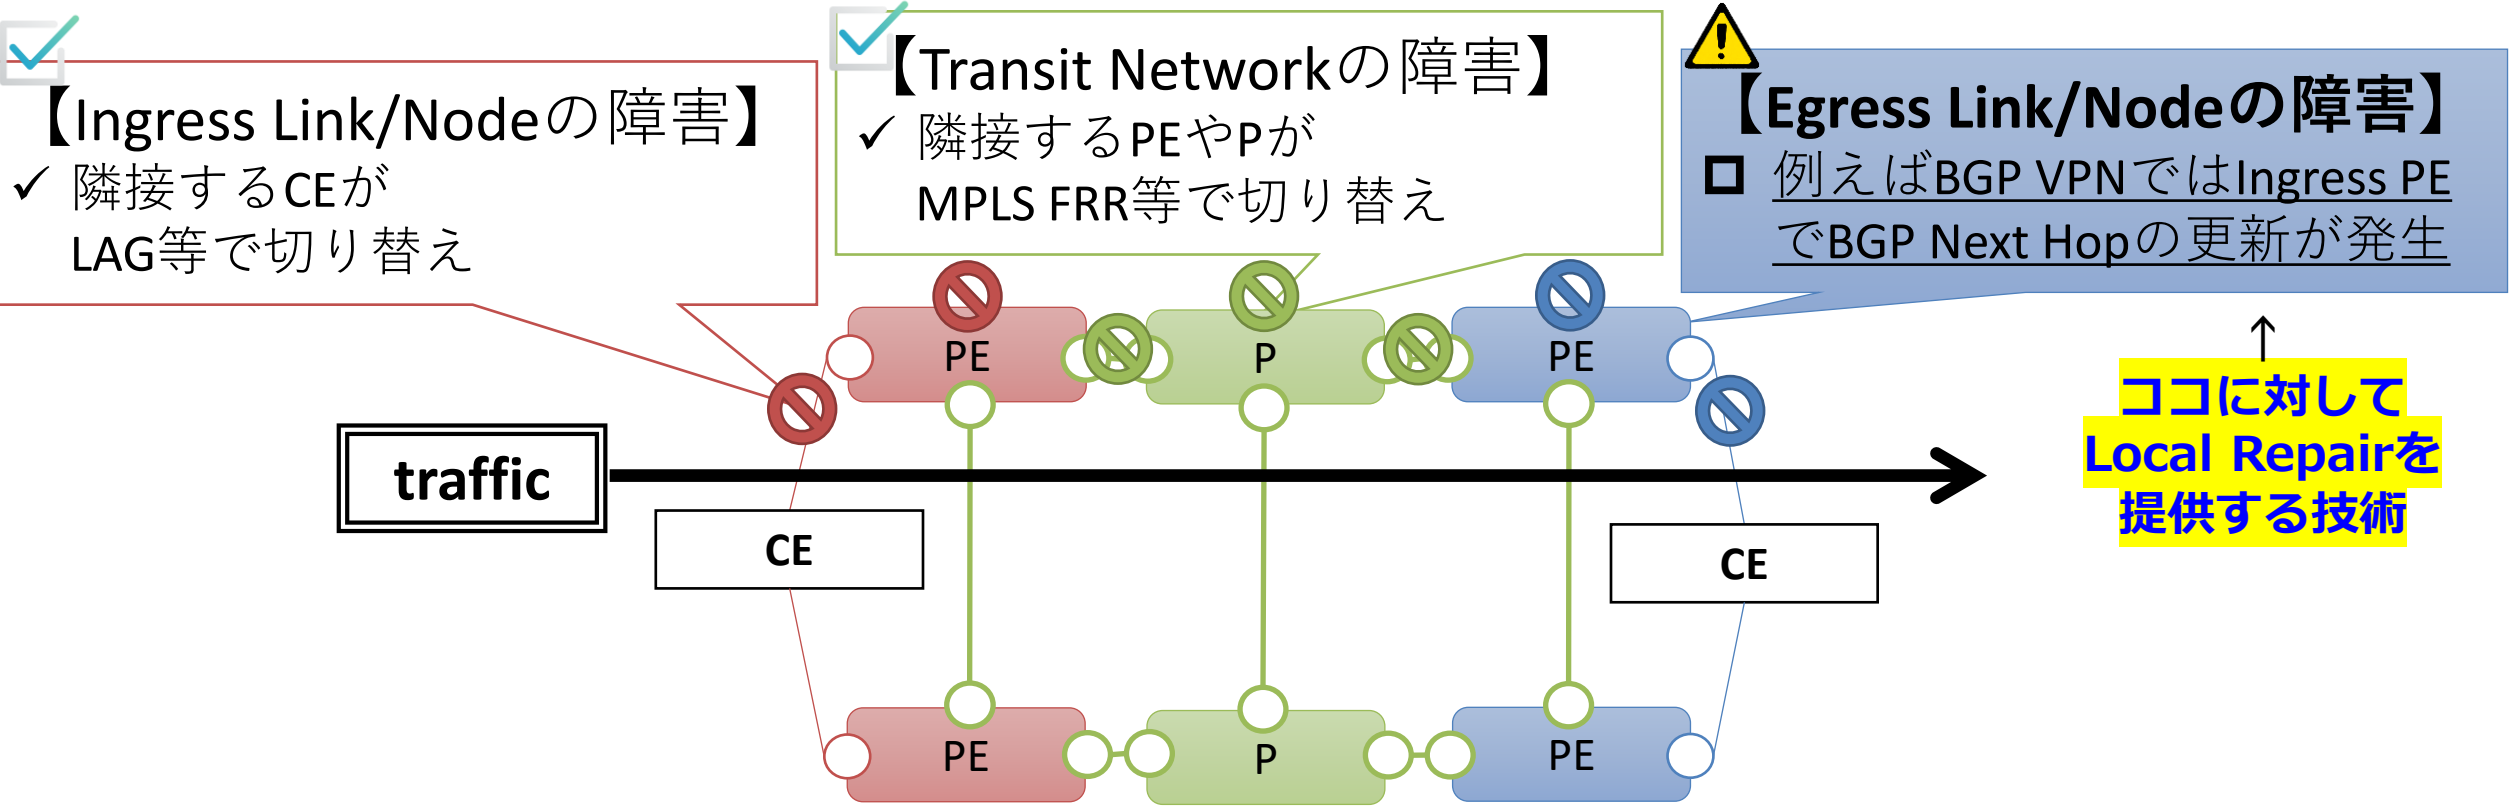 【Ingress Link/Nodeの障害】
✓ 隣接するCEが
LAG等で切り替え
【Transit Networkの障害】
✓ 隣接するPEやPが
MPLS FRR等で切り替え
【Egress Link/Nodeの障害】
例えばBGP VPNではIngress PE
でBGP Next Hopの更新が発生
↑
ココに対して
Local Repairを
提供する技術
PE
P
PE
traffic
CE
CE
PE
P
PE